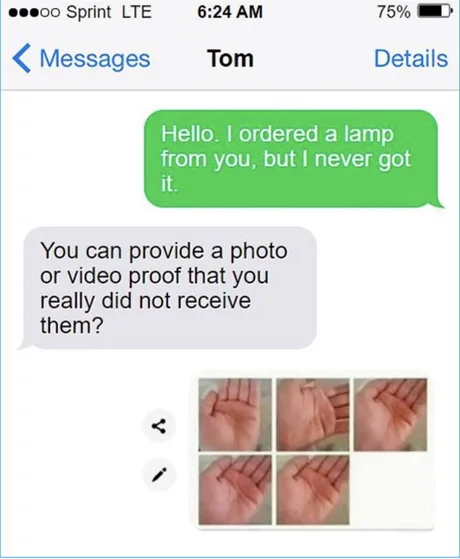 Sprint LTE 6:24 AM 75%
Messages Tom Details
Hello. I ordered a lamp
from you, but I never got
it.
You can provide a photo
or video proof that you
really did not receive
them?